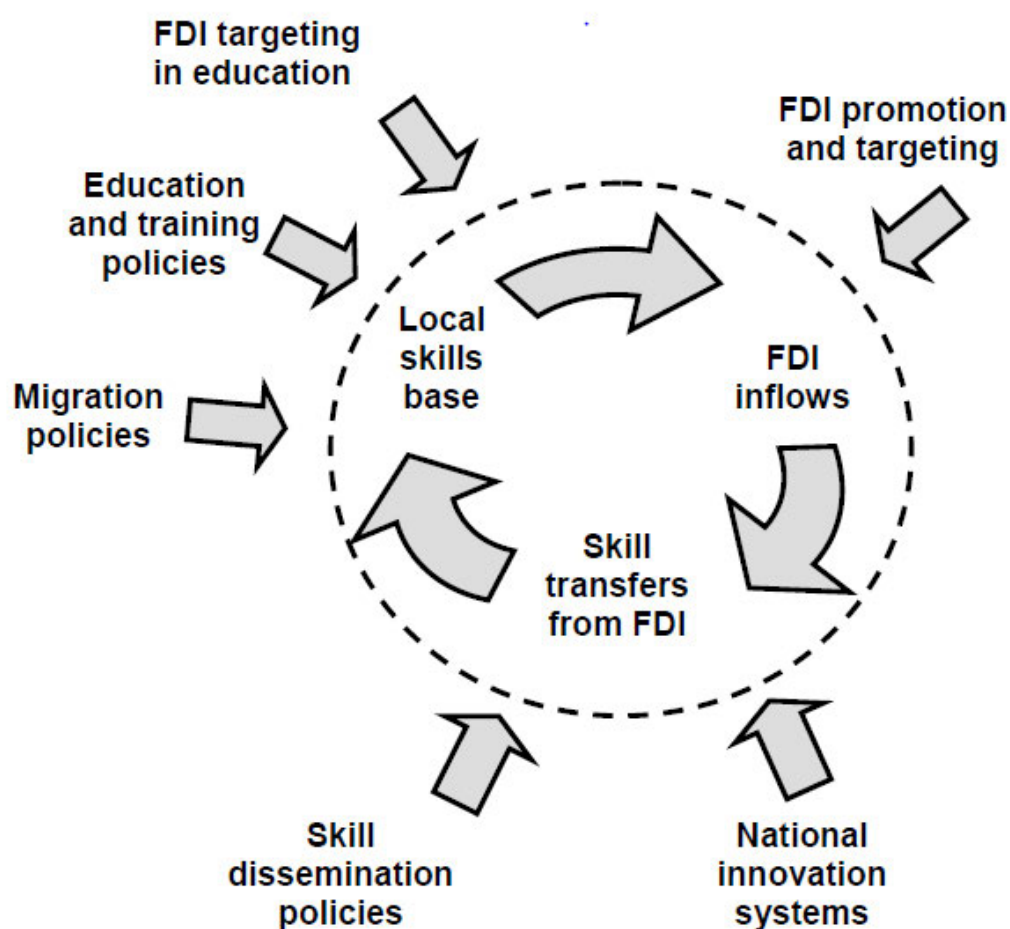 FDI targeting
in education
FDI promotion
and targeting
Education
and training
policies
Local
skills
base
FDI
inflows
Migration
policies
Skill
transfers
from FDI
Skill
dissemination
policies
National
innovation
systems